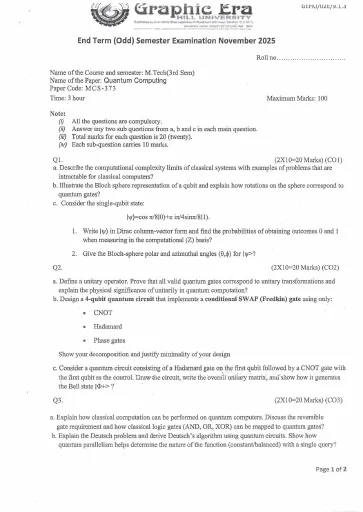 Graphic Era
HILL UNIVERSITY
End Term (Odd) Semester Examination November 2025
Roll no.............................
Name of the Course and semester: M.Tech(3rd Sem)
Name of the Paper: Quantum Computing
Paper Code: MCS-373
Time: 3 hour Maximum Marks: 100
Note:
(i) All the questions are compulsory.
(ii) Answer any two sub questions from a, b and c in each main question.
(iii) Total marks for each question is 20 (twenty).
(iv) Each sub-question carries 10 marks.
Q1. (2X10=20 Marks) (CO1)
a. Describe the computational complexity limits of classical systems with examples of problems that are
intractable for classical computers?
b. Illustrate the Bloch sphere representation of a qubit and explain how rotations on the sphere correspond to
quantum gates?
c. Consider the single-qubit state:
1. Write |ψ⟩ in Dirac column-vector form and find the probabilities of obtaining outcomes 0 and 1
when measuring in the computational (Z) basis?
2. Give the Bloch-sphere polar and azimuthal angles (θ,ϕ) for |ψ>?
Q2. (2X10=20 Marks) (CO2)
a. Define a unitary operator. Prove that all valid quantum gates correspond to unitary transformations and
explain the physical significance of unitarily in quantum computation?
b. Design a 4-qubit quantum circuit that implements a conditional SWAP (Fredkin) gate using only:
• CNOT
• Hadamard
• Phase gates
Show your decomposition and justify minimality of your design
c. Consider a quantum circuit consisting of a Hadamard gate on the first qubit followed by a CNOT gate with
the first qubit as the control. Draw the circuit, write the overall unitary matrix, and show how it generates
the Bell state |Φ+> ?
Q3. (2X10=20 Marks) (CO3)
a. Explain how classical computation can be performed on quantum computers. Discuss the reversible
gate requirement and how classical logic gates (AND, OR, XOR) can be mapped to quantum gates?
b. Explain the Deutsch problem and derive Deutsch's algorithm using quantum circuits. Show how
quantum parallelism helps determine the nature of the function (constant/balanced) with a single query?
Page 1 of 2